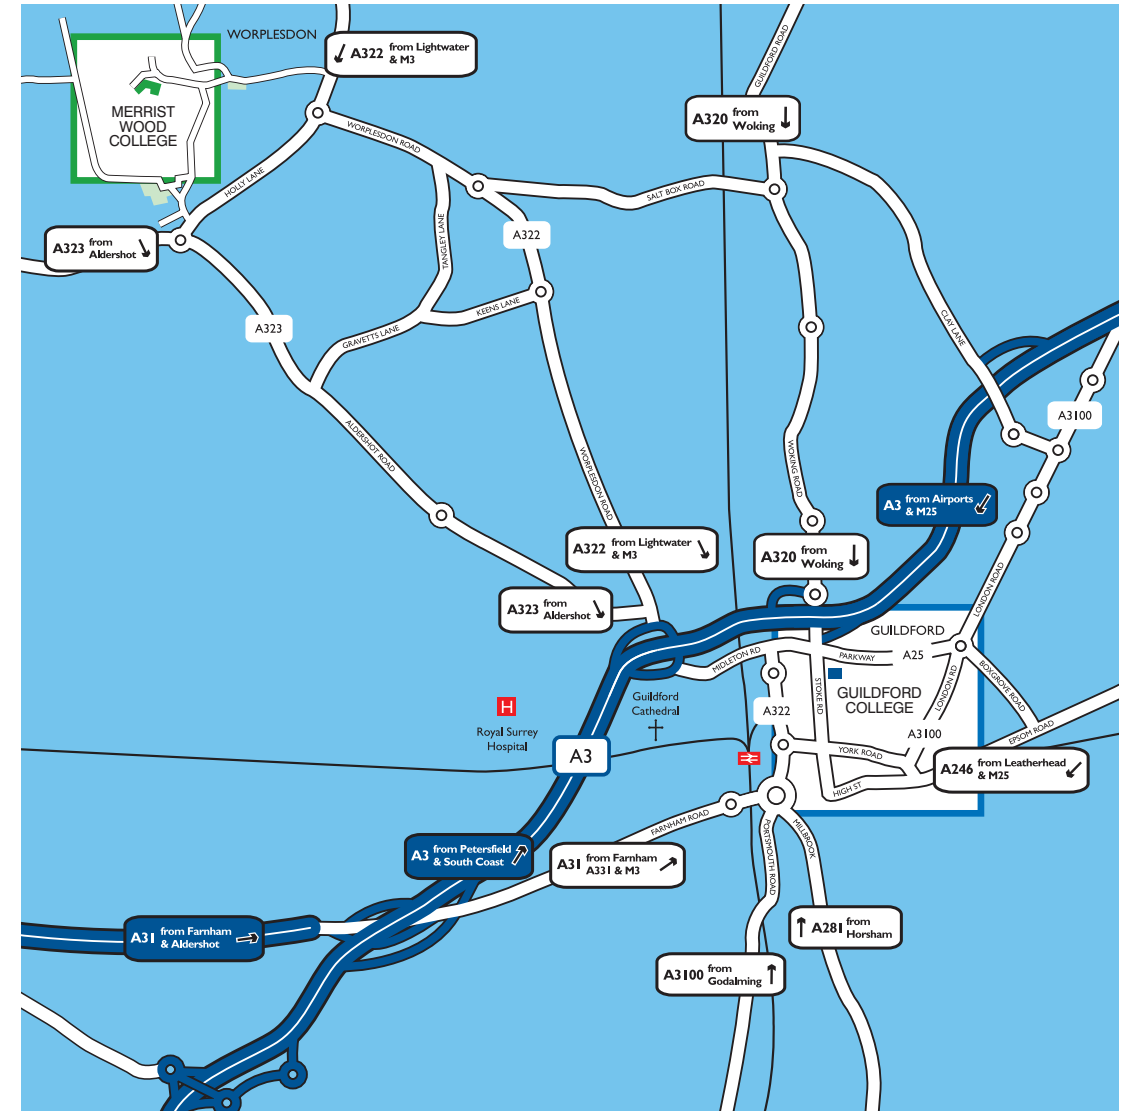 WORPLESDON
A322 from Lightwater
& M3
GUILDFORD ROAD
MERRIST
WOOD
COLLEGE
A320 from
Woking
WORPLESDON ROAD
HOLLY LANE
SALT BOX ROAD
TANGLEY LANE
A322
A323 from
Aldershot
KEENS LANE
A323
GRAVETTS LANE
CLAY LANE
A3100
ALDERSHOT ROAD
WORPLESDON ROAD
WOKING ROAD
A3 from Airports
& M25
A322 from Lightwater
& M3
A320 from
Woking
LONDON ROAD
A323 from
Aldershot
GUILDFORD
MIDLETON RD
PARKWAY
A25
BOXGROVE ROAD
STOKE RD
GUILDFORD
COLLEGE
LONDON RD
Guildford
Cathedral
H
Royal Surrey
Hospital
A322
A3100
EPSOM ROAD
YORK ROAD
A3
A246 from Leatherhead
& M25
HIGH ST
FARNHAM ROAD
MILLBROOK
PORTSMOUTH ROAD
A3 from Petersfield
& South Coast
A31 from Farnham
A331 & M3
A31 from Farnham
& Aldershot
A281 from
Horsham
A3100 from
Godalming